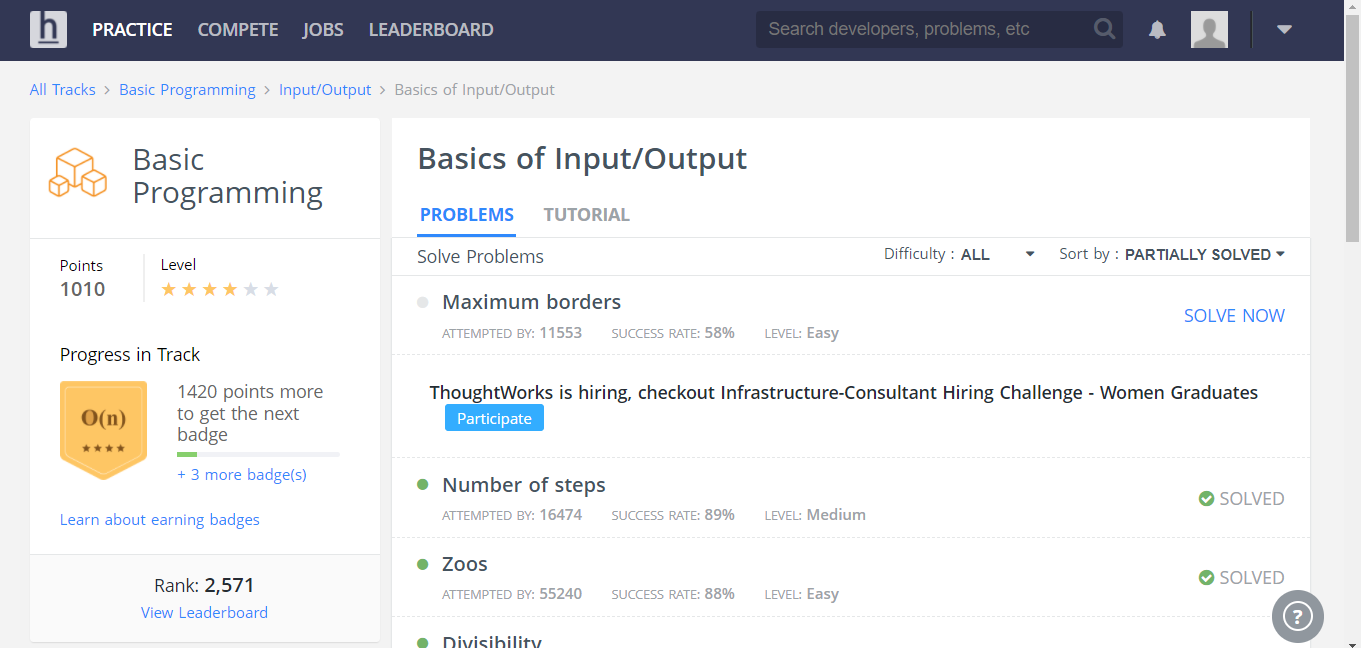 h PRACTICE COMPETE JOBS LEADERBOARD Search developers, problems, etc
All Tracks > Basic Programming > Input/Output > Basics of Input/Output
Basic
Programming
Points
1010
Level
Progress in Track
O(n)
1420 points more
to get the next
badge
+ 3 more badge(s)
Learn about earning badges
Rank: 2,571
View Leaderboard
Basics of Input/Output
PROBLEMS TUTORIAL
Solve Problems Difficulty : ALL Sort by : PARTIALLY SOLVED
Maximum borders
ATTEMPTED BY: 11553 SUCCESS RATE: 58% LEVEL: Easy
SOLVE NOW
ThoughtWorks is hiring, checkout Infrastructure-Consultant Hiring Challenge - Women Graduates
Participate
Number of steps
ATTEMPTED BY: 16474 SUCCESS RATE: 89% LEVEL: Medium
SOLVED
Zoos
ATTEMPTED BY: 55240 SUCCESS RATE: 88% LEVEL: Easy
SOLVED
Divisibility
?